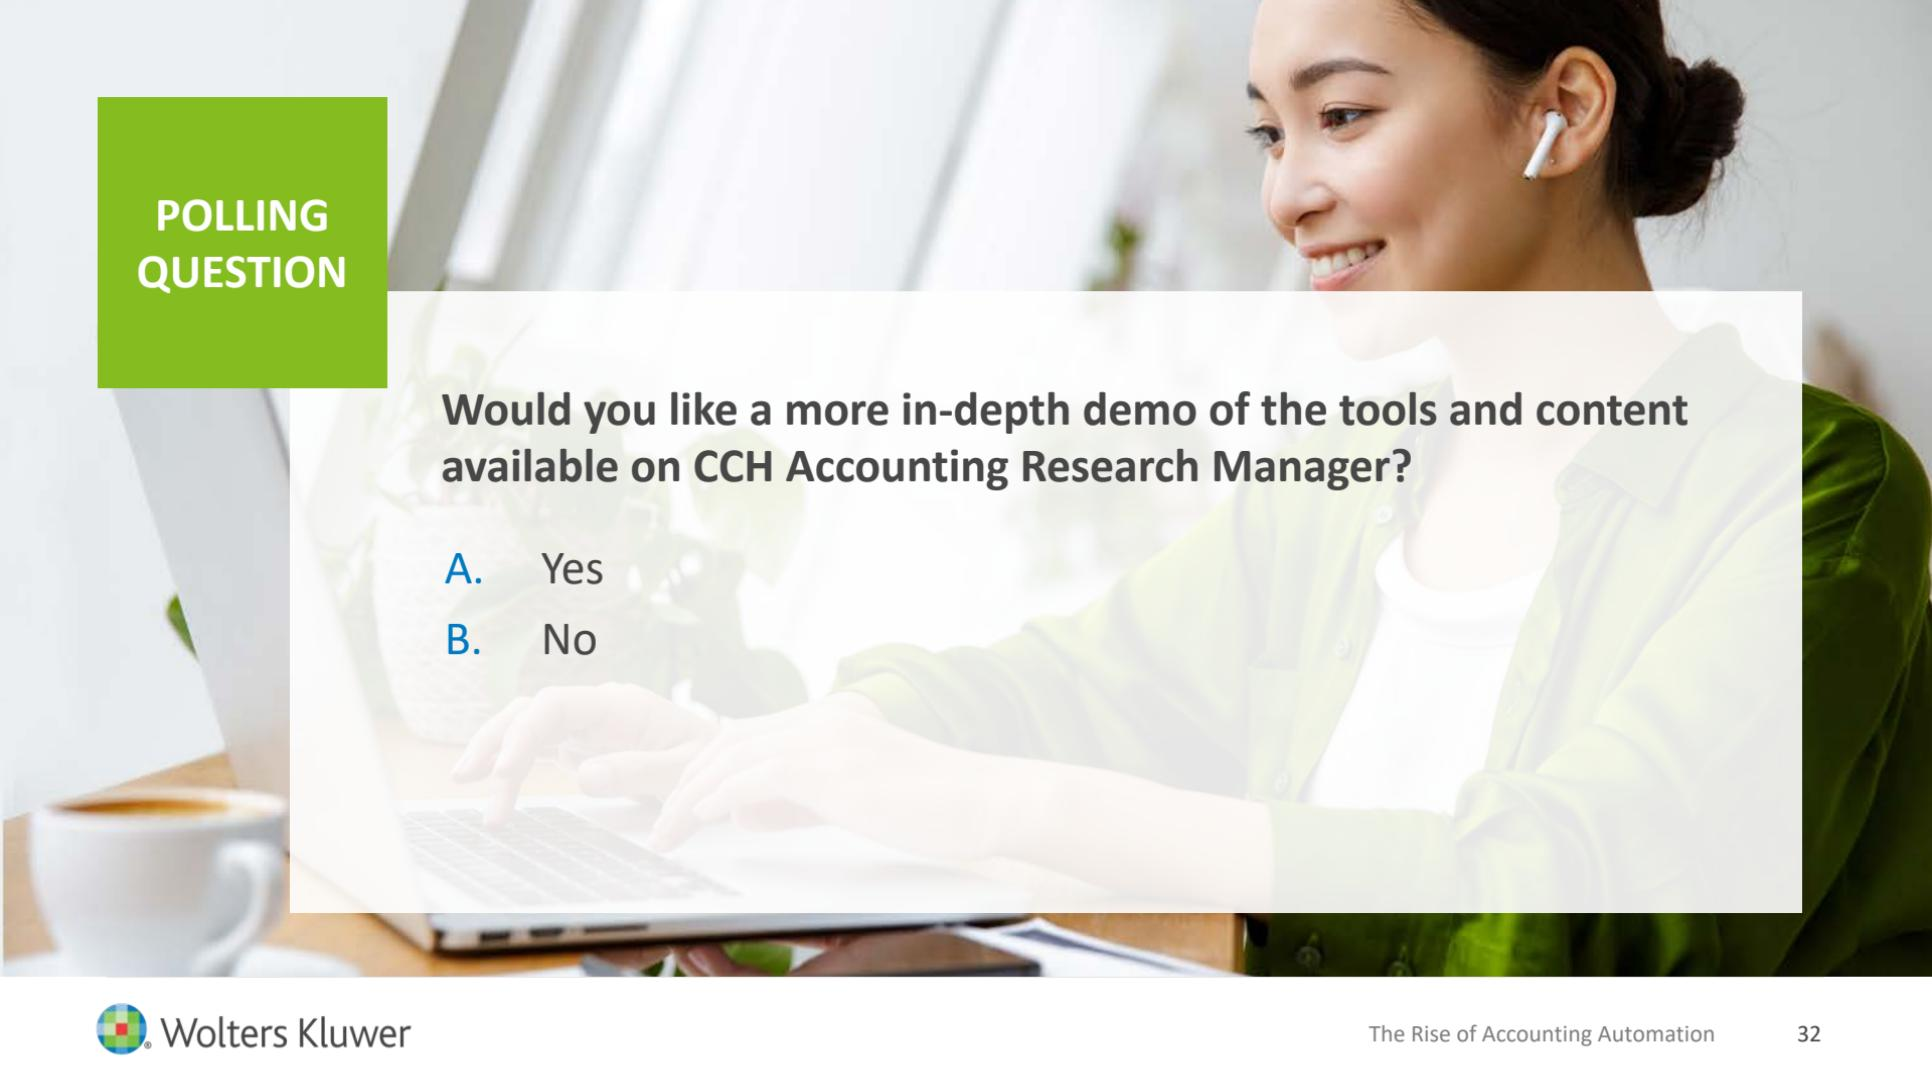 POLLING
QUESTION
Would you like a more in-depth demo of the tools and content
available on CCH Accounting Research Manager?
A. Yes
B. No
Wolters Kluwer
The Rise of Accounting Automation 32